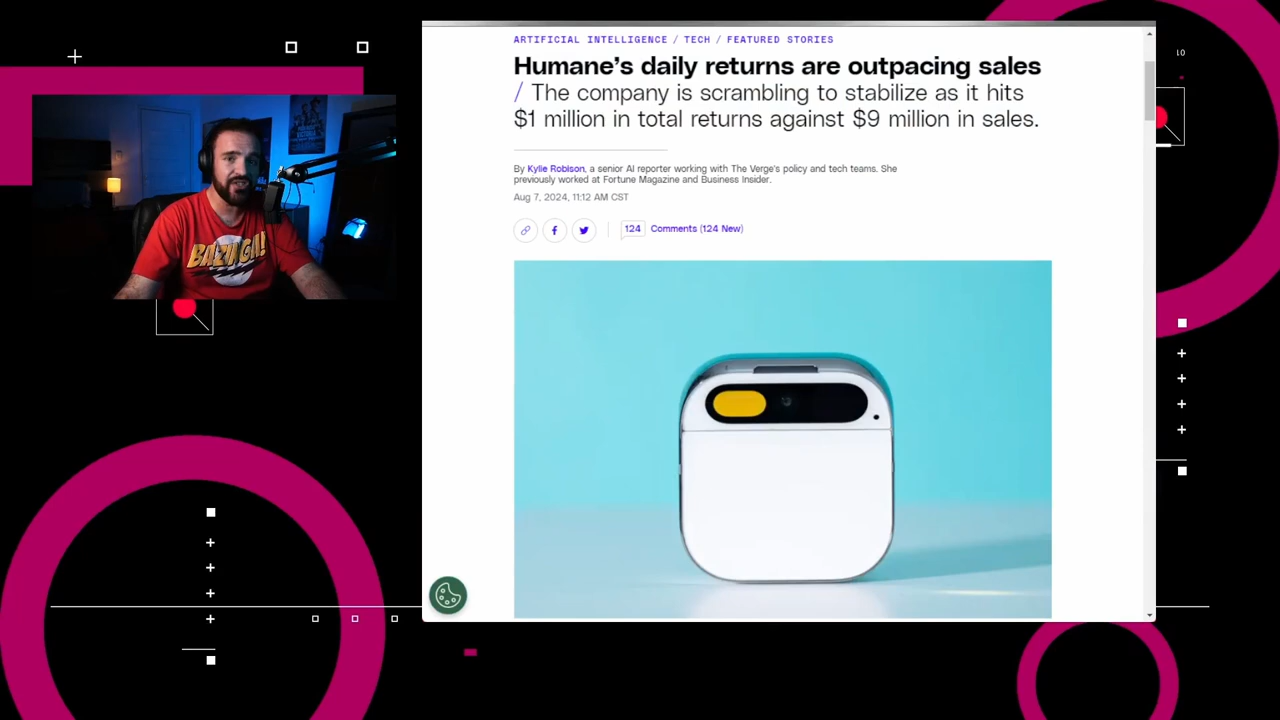 ARTIFICIAL INTELLIGENCE / TECH / FEATURED STORIES
Humane's daily returns are outpacing sales
/ The company is scrambling to stabilize as it hits
$1 million in total returns against $9 million in sales.
By Kylie Robison, a senior AI reporter working with The Verge's policy and tech teams. She
previously worked at Fortune Magazine and Business Insider.
Aug 7, 2024, 11:12 AM CST
124 Comments (124 New)
BAZINGA!